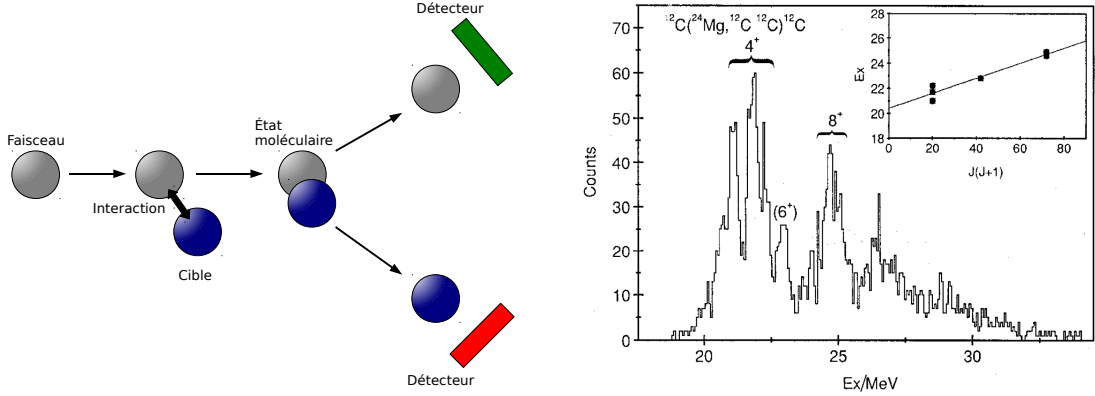 Détecteur
Faisceau
État
moléculaire
Interaction
Cible
Détecteur
¹²C(²⁴Mg,¹²C ¹²C)¹²C
4⁺
8⁺
(6⁺)
Counts
70
60
50
40
30
20
10
0
20
25
30
Ex/MeV
Ex
28
26
24
22
20
18
0
20
40
60
80
J(J+1)